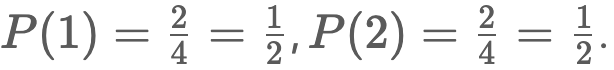 P(1) = 2/4 = 1/2, P(2) = 2/4 = 1/2.